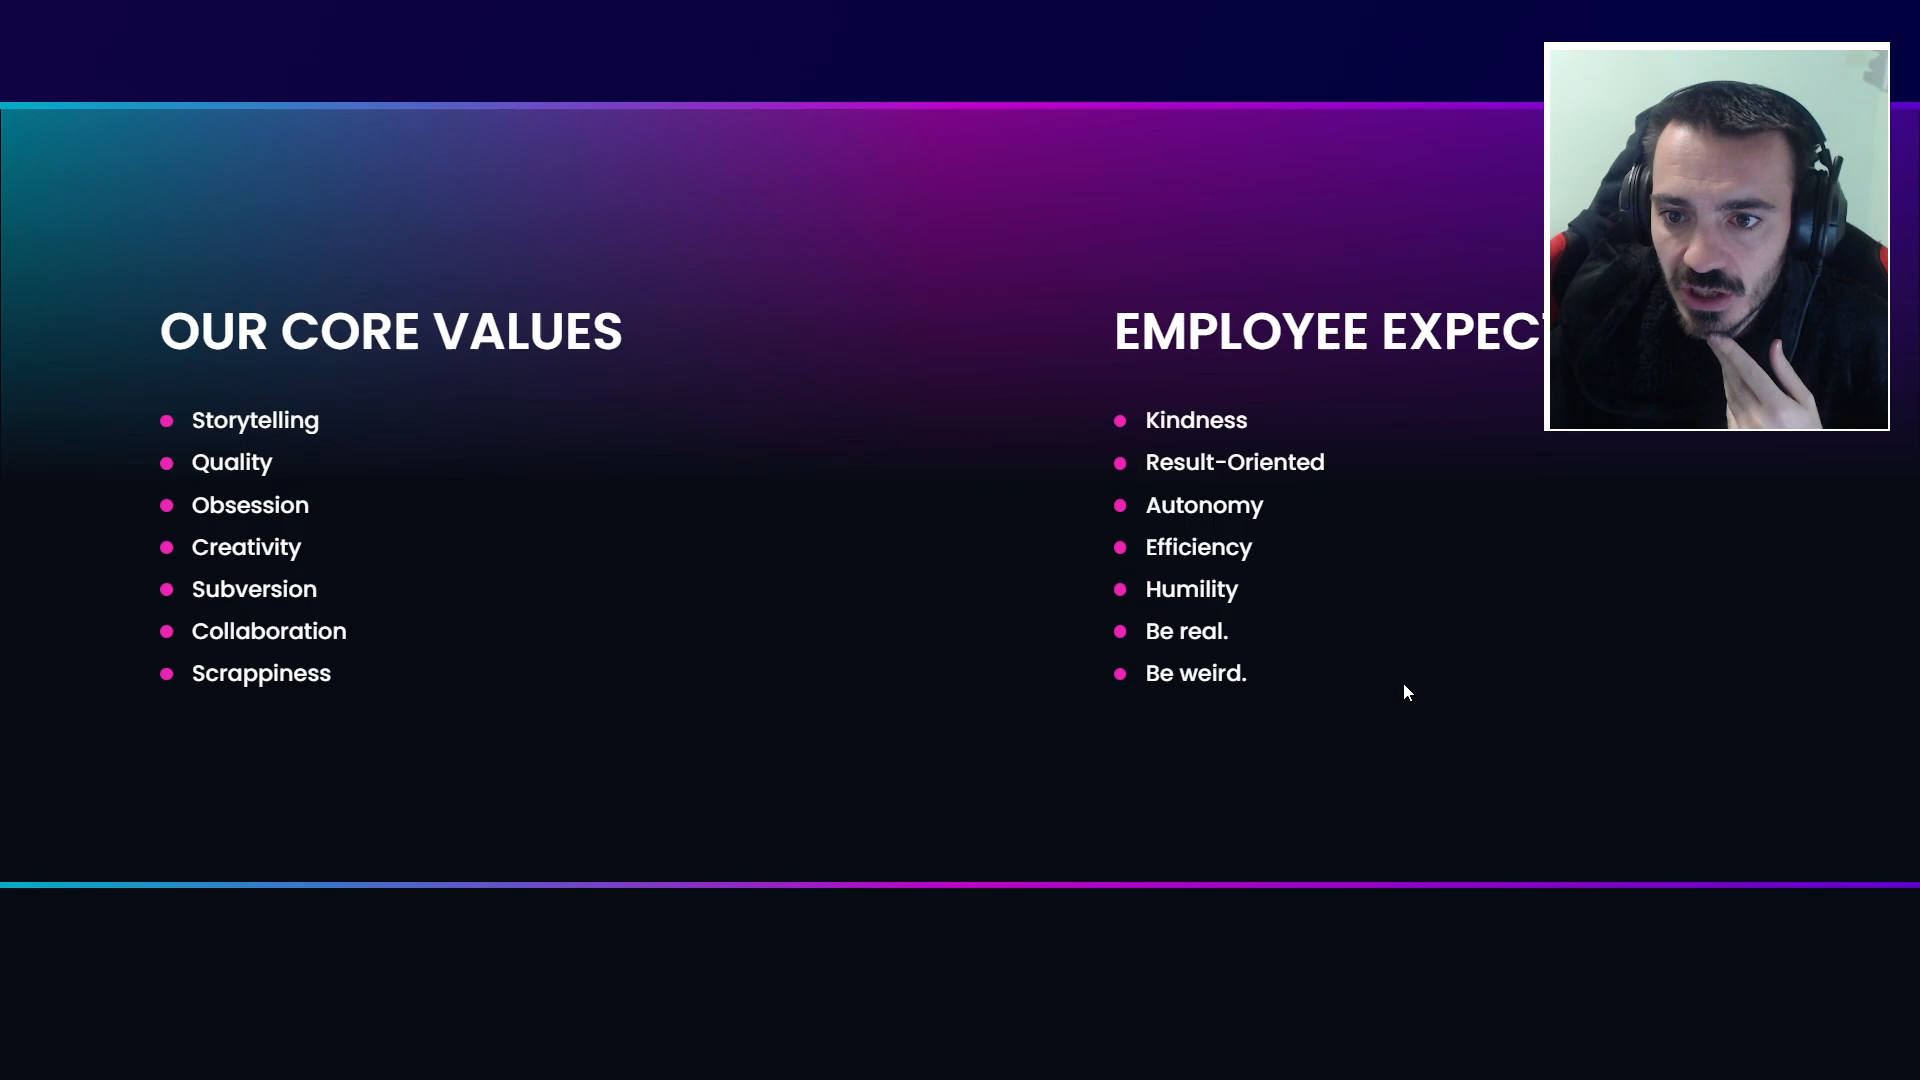 OUR CORE VALUES
Storytelling
Quality
Obsession
Creativity
Subversion
Collaboration
Scrappiness
EMPLOYEE
Kindness
Result-Oriented
Autonomy
Efficiency
Humility
Be real.
Be weird.